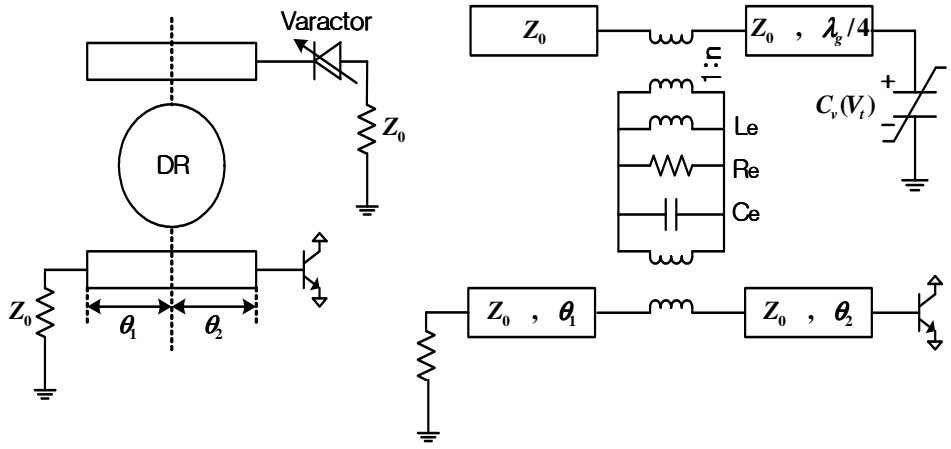 Varactor
Z₀
DR
Z₀
θ₁ θ₂
Z₀
Z₀ , λg/4
1:n
Cᵥ(Vₜ)
+
−
Le
Re
Ce
Z₀ , θ₁
Z₀ , θ₂